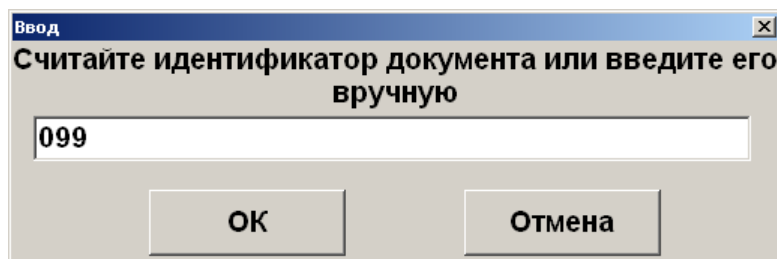 Ввод
Считайте идентификатор документа или введите его
вручную
099
ОК
Отмена